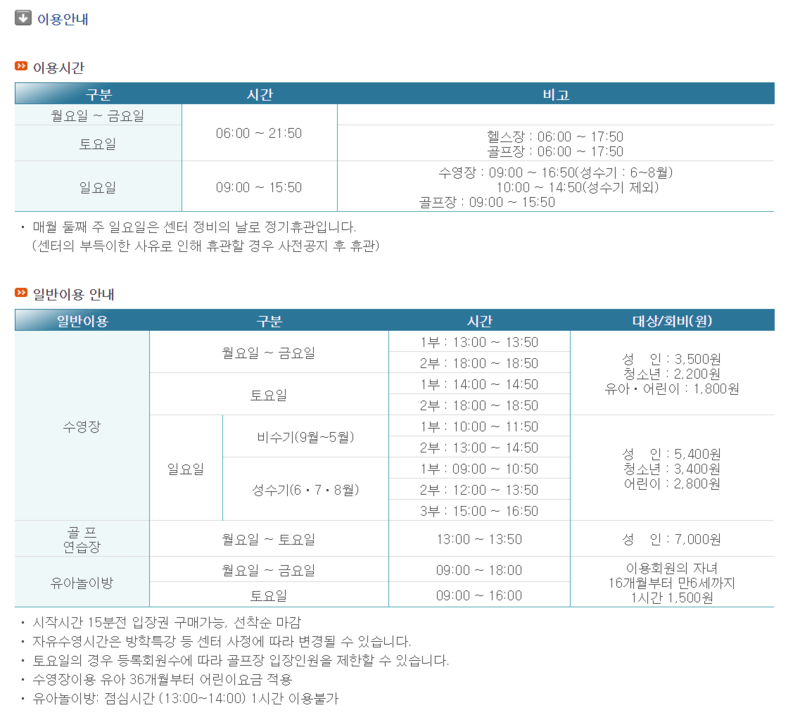 이용안내
이용시간
구분 시간 비고
월요일 ~ 금요일
06:00 ~ 21:50
토요일
헬스장 : 06:00 ~ 17:50
골프장 : 06:00 ~ 17:50
일요일
09:00 ~ 15:50
수영장 : 09:00 ~ 16:50(성수기 : 6~8월)
10:00 ~ 14:50(성수기 제외)
골프장 : 09:00 ~ 15:50
• 매월 둘째 주 일요일은 센터 정비의 날로 정기휴관입니다.
(센터의 부득이한 사유로 인해 휴관할 경우 사전공지 후 휴관)
일반이용 안내
일반이용 구분 시간 대상/회비(원)
수영장
월요일 ~ 금요일
1부 : 13:00 ~ 13:50
2부 : 18:00 ~ 18:50
토요일
1부 : 14:00 ~ 14:50
2부 : 18:00 ~ 18:50
성 인 : 3,500원
청소년 : 2,200원
유아•어린이 : 1,800원
일요일
비수기(9월~5월)
1부 : 10:00 ~ 11:50
2부 : 13:00 ~ 14:50
성수기(6•7•8월)
1부 : 09:00 ~ 10:50
2부 : 12:00 ~ 13:50
3부 : 15:00 ~ 16:50
성 인 : 5,400원
청소년 : 3,400원
어린이 : 2,800원
골 프
연습장
월요일 ~ 토요일
13:00 ~ 13:50
성 인 : 7,000원
유아놀이방
월요일 ~ 금요일
09:00 ~ 18:00
토요일
09:00 ~ 16:00
이용회원의 자녀
16개월부터 만6세까지
1시간 1,500원
• 시작시간 15분전 입장권 구매가능, 선착순 마감
• 자유수영시간은 방학특강 등 센터 사정에 따라 변경될 수 있습니다.
• 토요일의 경우 등록회원수에 따라 골프장 입장인원을 제한할 수 있습니다.
• 수영장이용 유아 36개월부터 어린이요금 적용
• 유아놀이방: 점심시간 (13:00~14:00) 1시간 이용불가